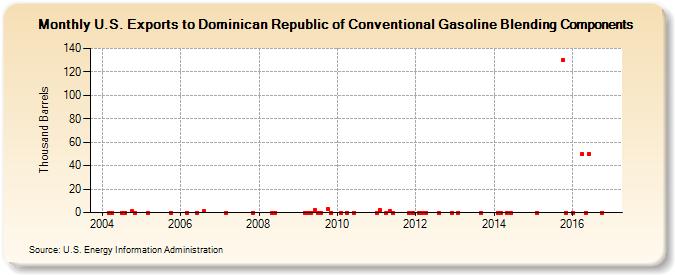 Monthly U.S. Exports to Dominican Republic of Conventional Gasoline Blending Components
Thousand Barrels
140
120
100
80
60
40
20
0
2004 2006 2008 2010 2012 2014 2016
Source: U.S. Energy Information Administration